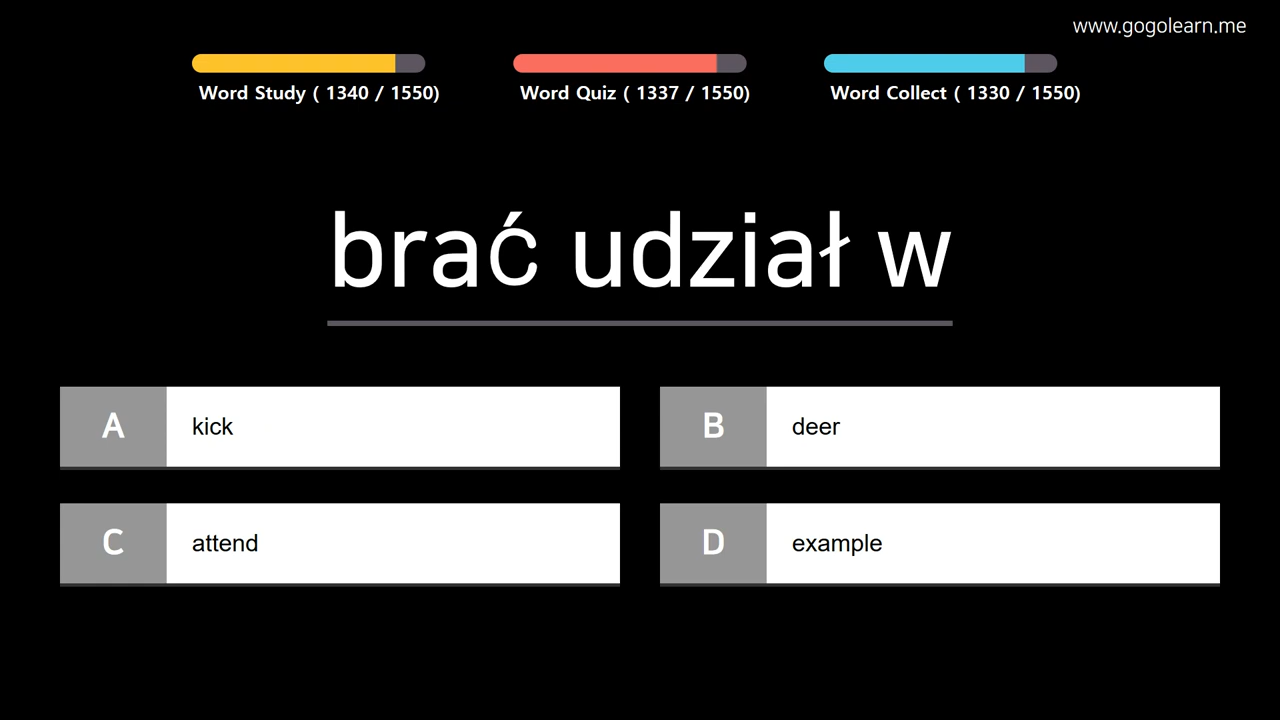 www.gogolearn.me
Word Study ( 1340 / 1550)
Word Quiz ( 1337 / 1550)
Word Collect ( 1330 / 1550)
brać udział w
A kick
B deer
C attend
D example